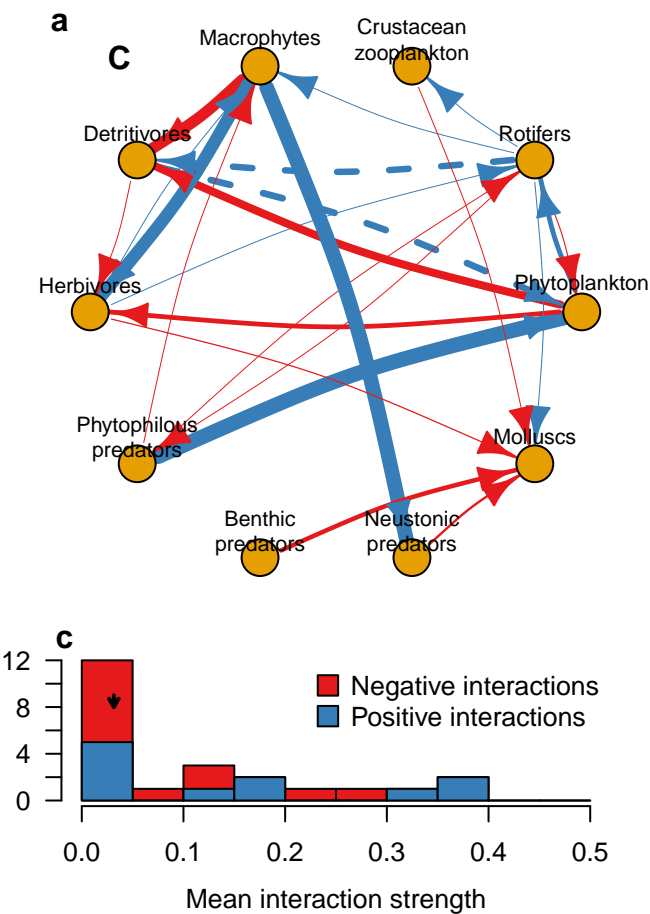 a
C
Macrophytes
Crustacean
zooplankton
Detritivores
Rotifers
Herbivores
Phytoplankton
Phytophilous
predators
Molluscs
Benthic
predators
Neustonic
predators
c
12
8
4
0
Negative interactions
Positive interactions
0.0 0.1 0.2 0.3 0.4 0.5
Mean interaction strength